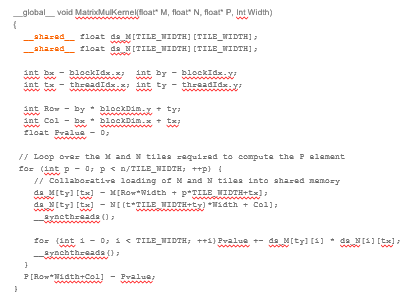 __global__ void MatrixMulKernel(float* M, float* N, float* P, Int Width)
{
__shared__ float ds_M[TILE_WIDTH][TILE_WIDTH];
__shared__ float ds_N[TILE_WIDTH][TILE_WIDTH];
int bx = blockIdx.x; int by = blockIdx.y;
int tx = threadIdx.x; int ty = threadIdx.y;
int Row = by * blockDim.y + ty;
int Col = bx * blockDim.x + tx;
float Pvalue = 0;
// Loop over the M and N tiles required to compute the P element
for (int p = 0; p < n/TILE_WIDTH; ++p) {
// Collaborative loading of M and N tiles into shared memory
ds_M[ty][tx] = M[Row*Width + p*TILE_WIDTH+tx];
ds_N[ty][tx] = N[(t*TILE_WIDTH+ty)*Width + Col];
__syncthreads();
for (int i = 0; i < TILE_WIDTH; ++i)Pvalue += ds_M[ty][i] * ds_N[i][tx];
__synchthreads();
}
P[Row*Width+Col] = Pvalue;
}